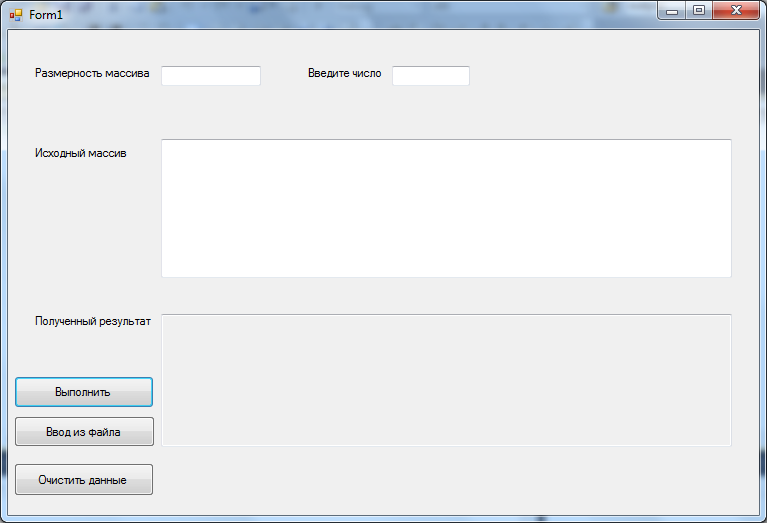 Form1
Размерность массива
Введите число
Исходный массив
Полученный результат
Выполнить
Ввод из файла
Очистить данные